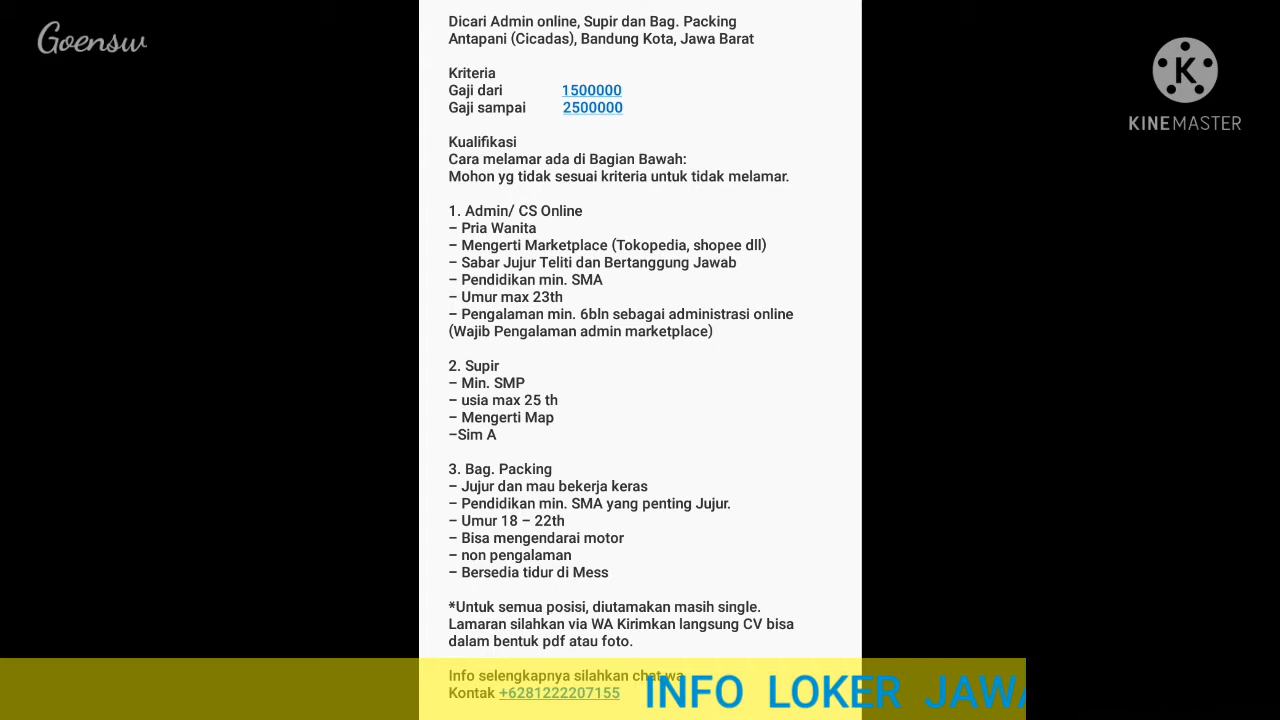 Goensw
KINEMASTER
Dicari Admin online, Supir dan Bag. Packing
Antapani (Cicadas), Bandung Kota, Jawa Barat
Kriteria
Gaji dari 1500000
Gaji sampai 2500000
Kualifikasi
Cara melamar ada di Bagian Bawah:
Mohon yg tidak sesuai kriteria untuk tidak melamar.
1. Admin/ CS Online
– Pria Wanita
– Mengerti Marketplace (Tokopedia, shopee dll)
– Sabar Jujur Teliti dan Bertanggung Jawab
– Pendidikan min. SMA
– Umur max 23th
– Pengalaman min. 6bln sebagai administrasi online
(Wajib Pengalaman admin marketplace)
2. Supir
– Min. SMP
– usia max 25 th
– Mengerti Map
–Sim A
3. Bag. Packing
– Jujur dan mau bekerja keras
– Pendidikan min. SMA yang penting Jujur.
– Umur 18 – 22th
– Bisa mengendarai motor
– non pengalaman
– Bersedia tidur di Mess
*Untuk semua posisi, diutamakan masih single.
Lamaran silahkan via WA Kirimkan langsung CV bisa
dalam bentuk pdf atau foto.
Info selengkapnya silahkan chat wa
Kontak +6281222207155
INFO LOKER JAWA